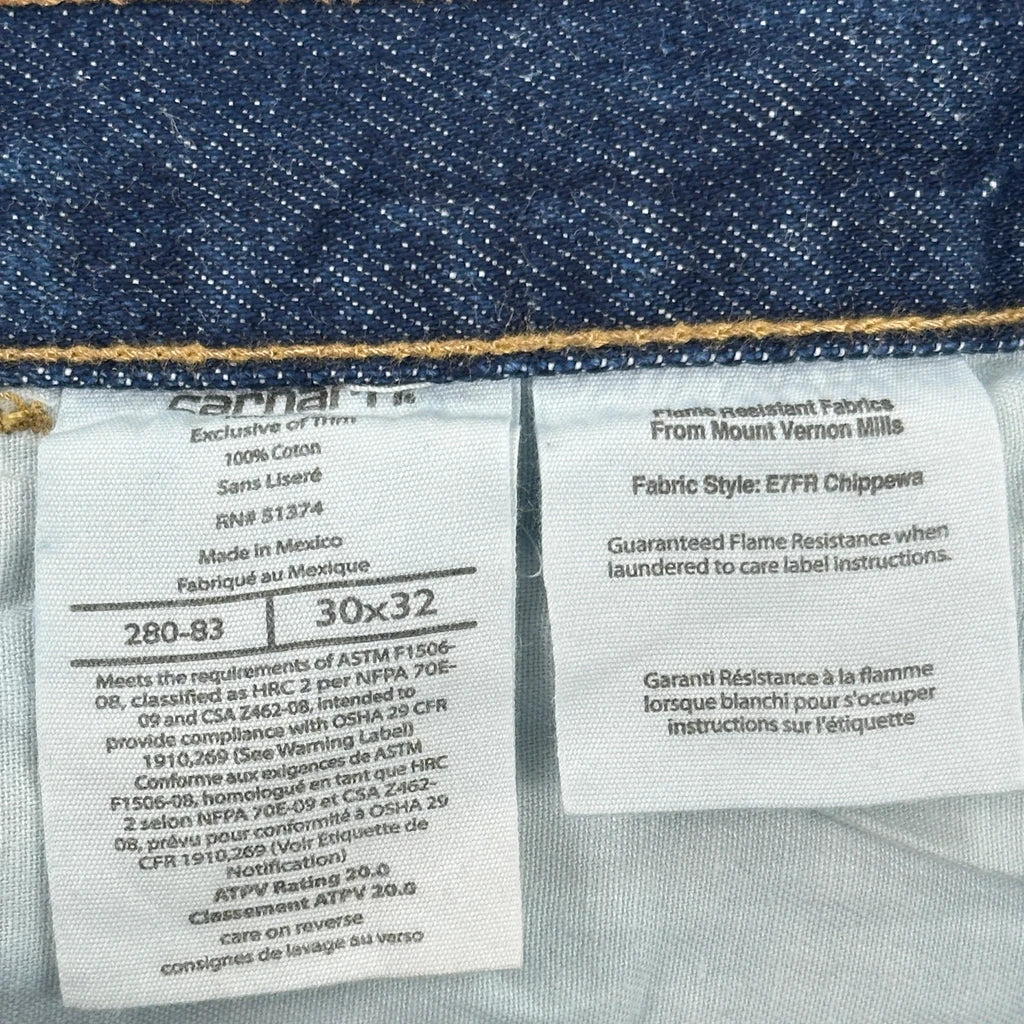 carhartt
Exclusive of Trim
100% Coton
Sans Liseré
RN# 51374
Made in Mexico
Fabriqué au Mexique
280-83
30x32
Meets the requirements of ASTM F1506-
08, classified as HRC 2 per NFPA 70E-
09 and CSA Z462-08, intended to
provide compliance with OSHA 29 CFR
1910,269 (See Warning Label)
Conforme aux exigences de ASTM
F1506-08, homologué en tant que HRC
2 selon NFPA 70E-09 et CSA Z462-
08, prévu pour conformité à OSHA 29
CFR 1910,269 (Voir Étiquette de
Notification)
ATPV Rating 20.0
Classement ATPV 20.0
care on reverse
consignes de lavage au verso
Flame Resistant Fabrics
From Mount Vernon Mills
Fabric Style: E7FR Chippewa
Guaranteed Flame Resistance when
laundered to care label instructions.
Garanti Résistance à la flamme
lorsque blanchi pour s'occuper
instructions sur l'étiquette